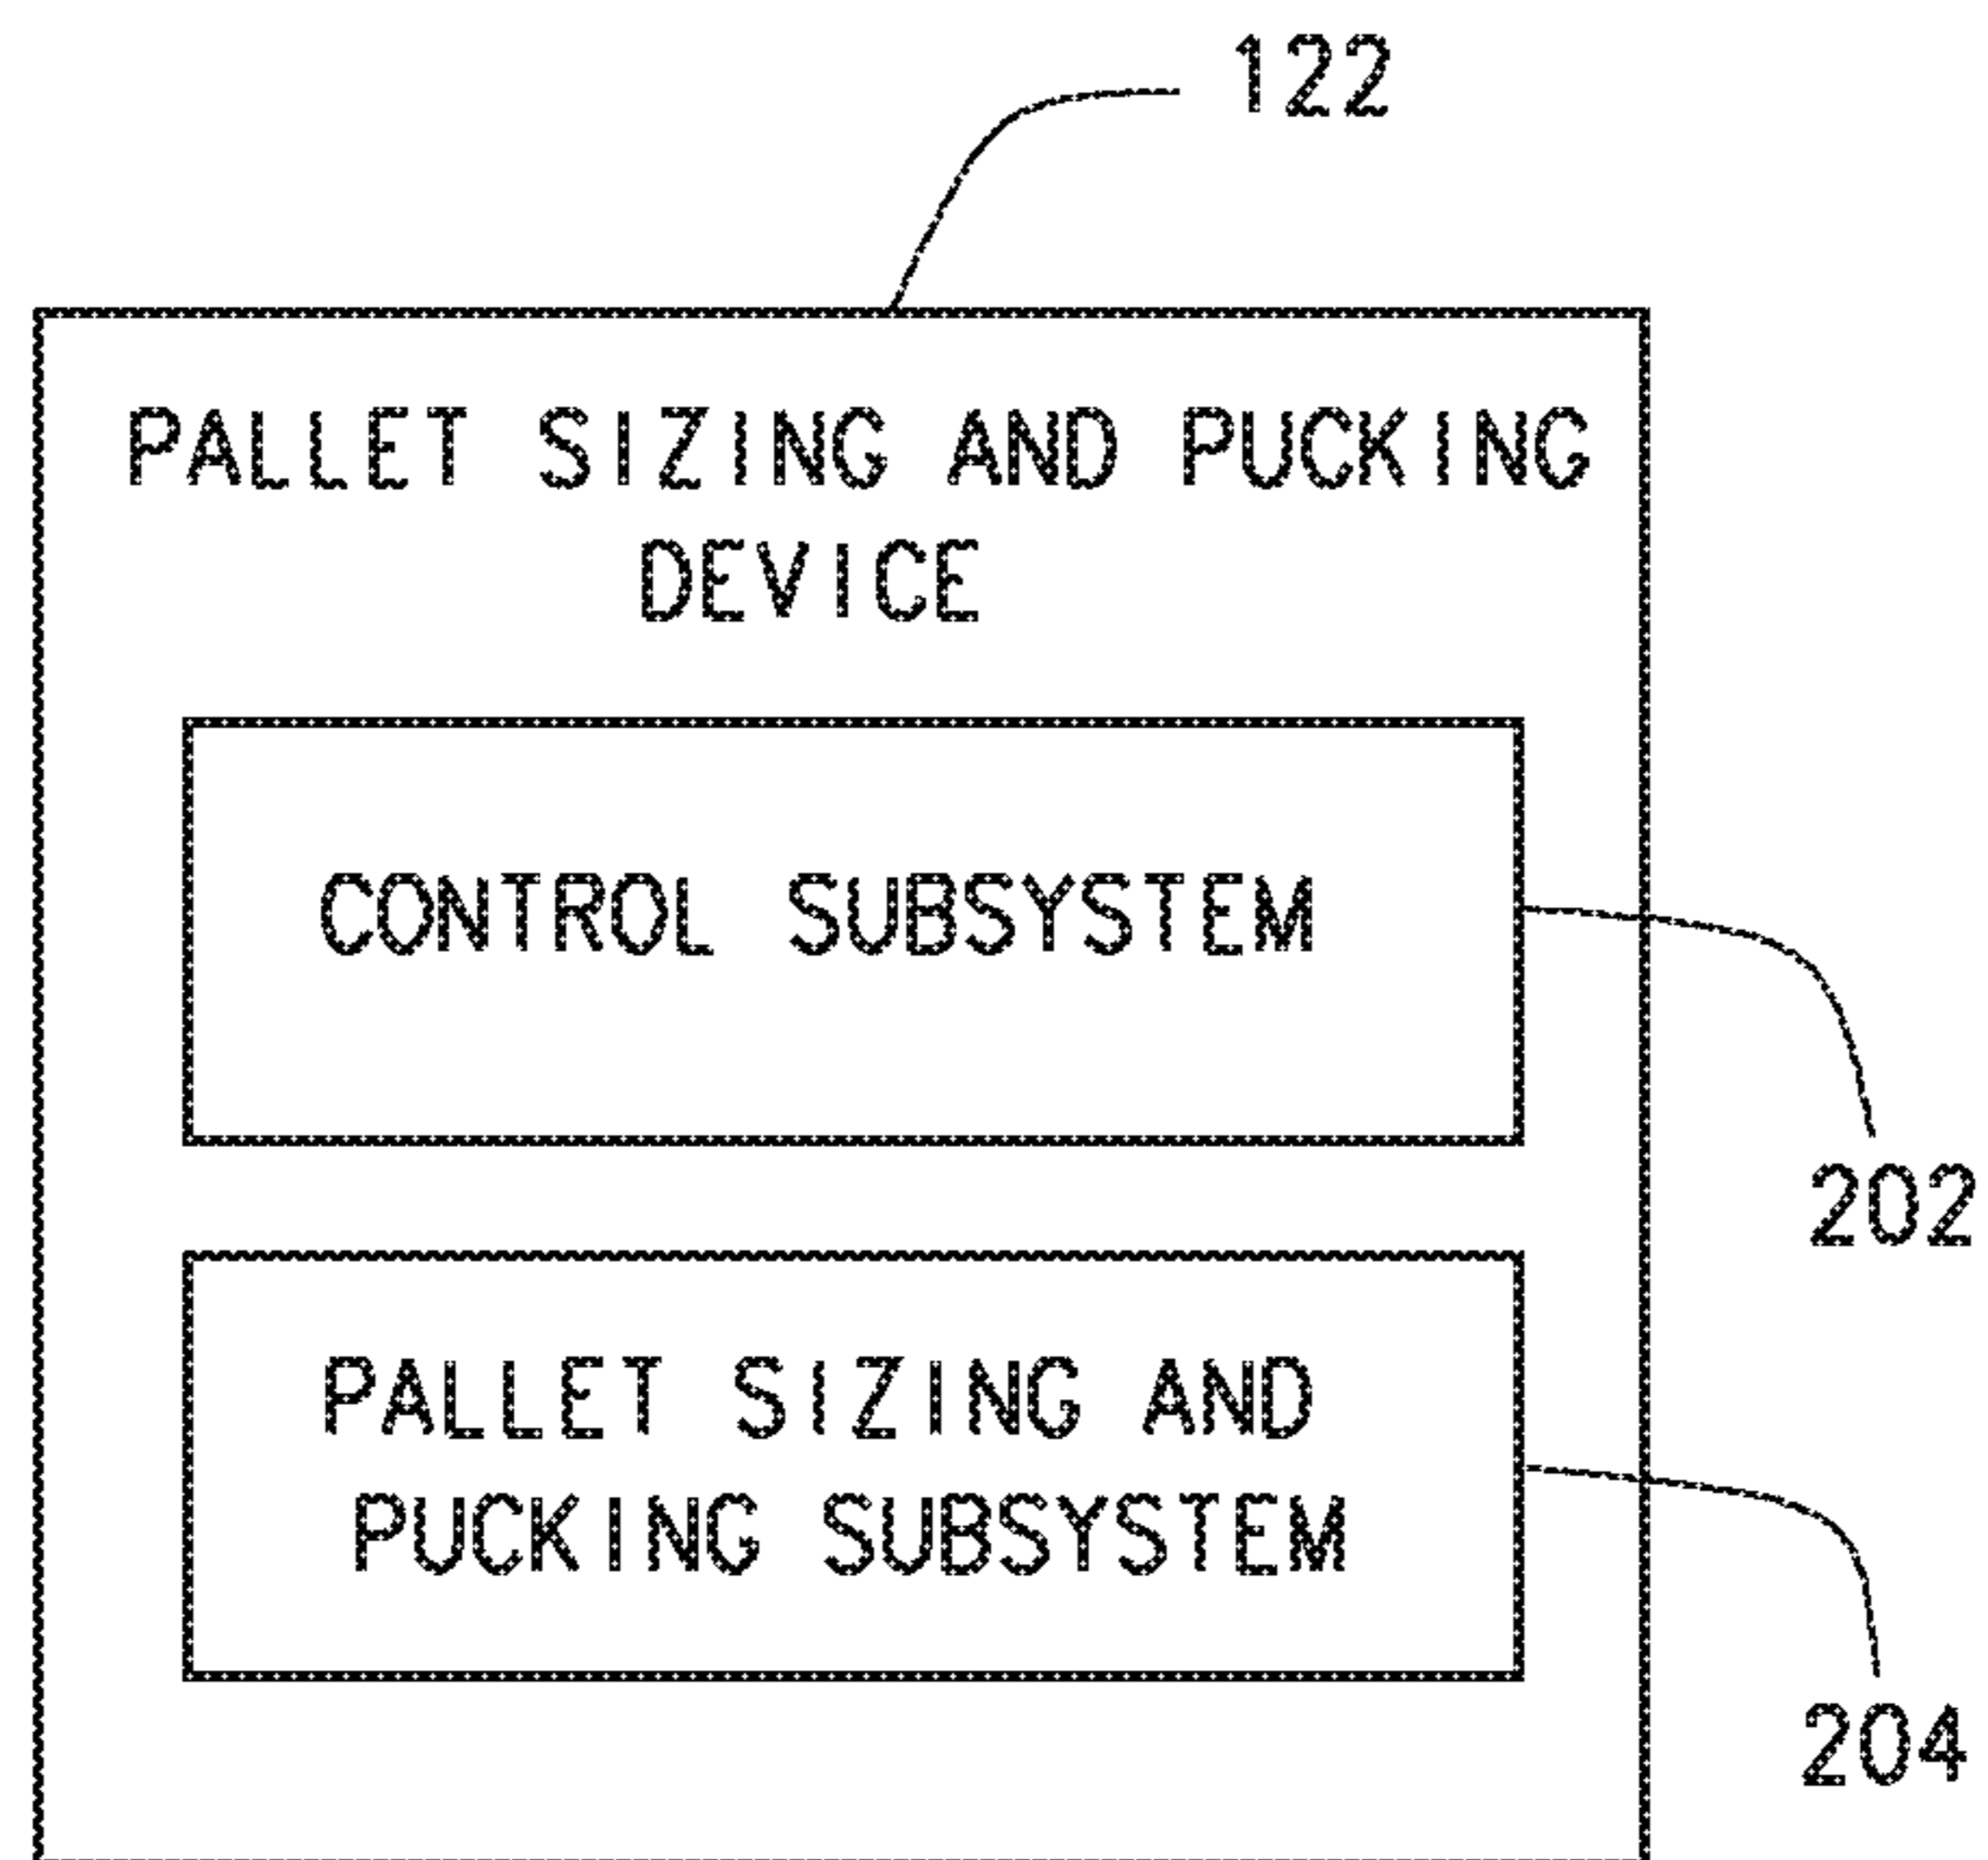 122
PALLET SIZING AND PUCKING
DEVICE
CONTROL SUBSYSTEM
202
PALLET SIZING AND
PUCKING SUBSYSTEM
204